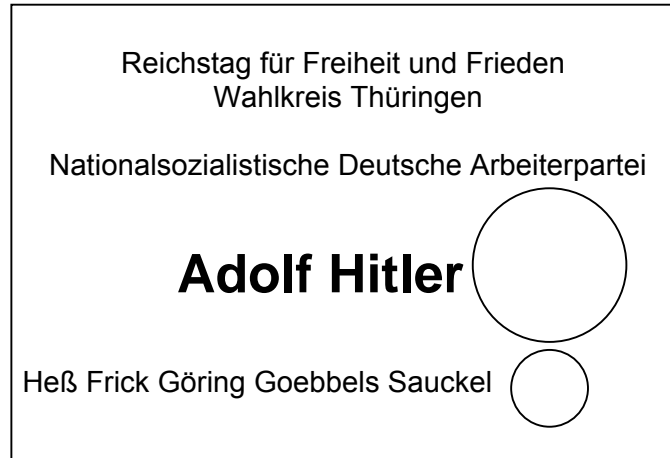 Reichstag für Freiheit und Frieden
Wahlkreis Thüringen
Nationalsozialistische Deutsche Arbeiterpartei
Adolf Hitler
Heß Frick Göring Goebbels Sauckel